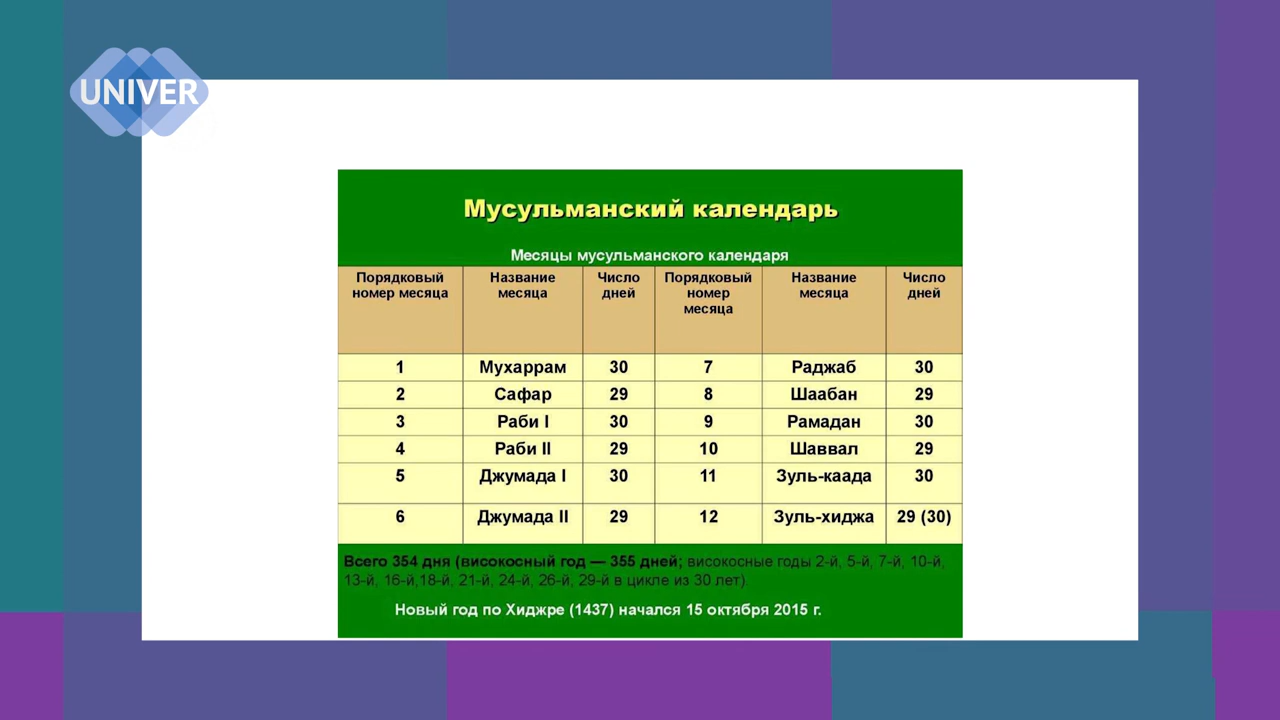 UNIVER
Мусульманский календарь
Месяцы мусульманского календаря
Порядковый номер месяца Название месяца Число дней Порядковый номер месяца Название месяца Число дней
1 Мухаррам 30 7 Раджаб 30
2 Сафар 29 8 Шаабан 29
3 Раби I 30 9 Рамадан 30
4 Раби II 29 10 Шаввал 29
5 Джумада I 30 11 Зуль-каада 30
6 Джумада II 29 12 Зуль-хиджа 29 (30)
Всего 354 дня (високосный год — 355 дней; високосные годы 2-й, 5-й, 7-й, 10-й,
13-й, 16-й,18-й, 21-й, 24-й, 26-й, 29-й в цикле из 30 лет).
Новый год по Хиджре (1437) начался 15 октября 2015 г.